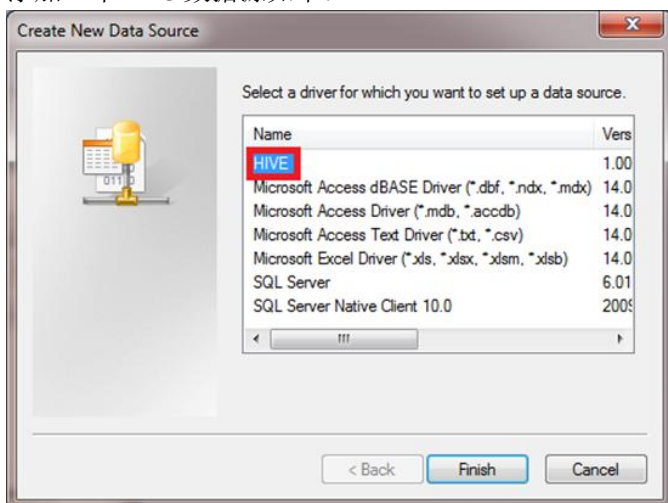 Create New Data Source
Select a driver for which you want to set up a data source.
Name Vers
HIVE 1.00
Microsoft Access dBASE Driver (*.dbf, *.ndx, *.mdx) 14.0
Microsoft Access Driver (*.mdb, *.accdb) 14.0
Microsoft Access Text Driver (*.txt, *.csv) 14.0
Microsoft Excel Driver (*.xls, *.xlsx, *.xlsm, *.xlsb) 14.0
SQL Server 6.01
SQL Server Native Client 10.0 2009
< Back Finish Cancel